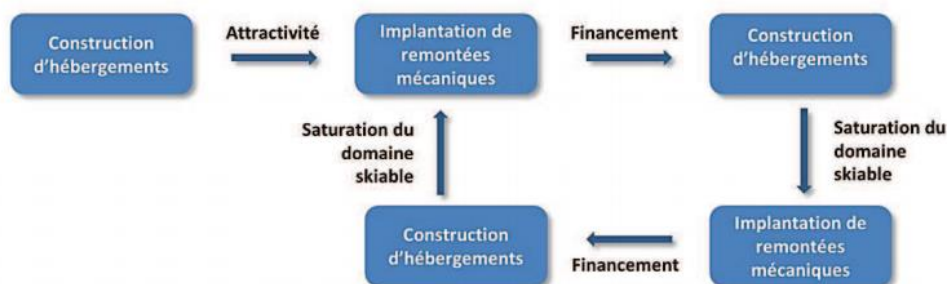 Construction
d’hébergements
Attractivité
Implantation de
remontées
mécaniques
Financement
Construction
d’hébergements
Saturation du
domaine
skiable
Saturation du
domaine
skiable
Construction
d’hébergements
Financement
Implantation de
remontées
mécaniques